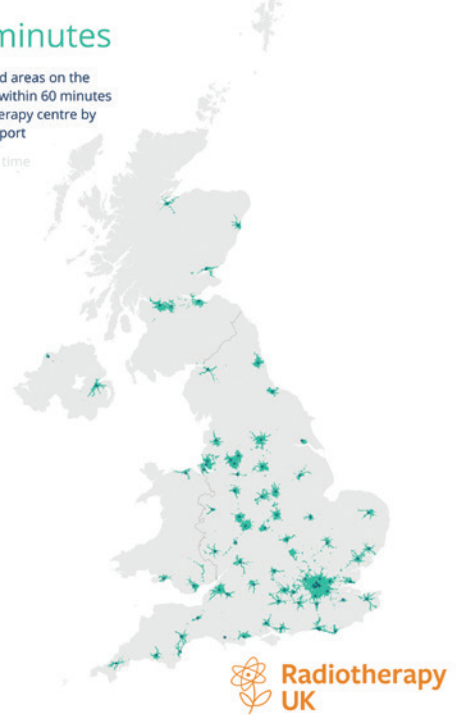 minutes
d areas on the
within 60 minutes
erapy centre by
port
time
Radiotherapy
UK